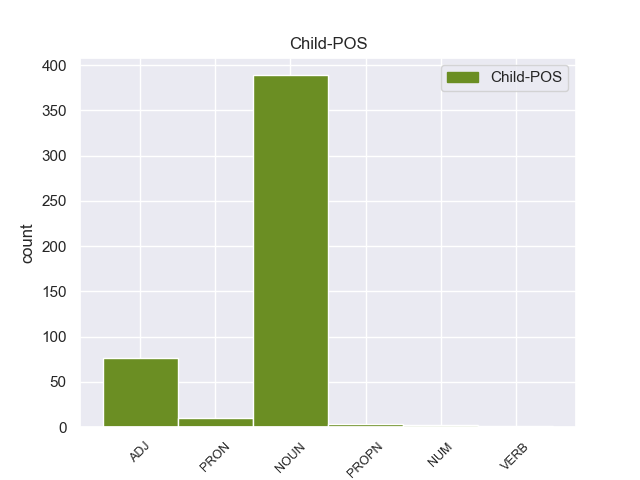 Child-POS
Child-POS
count
400
350
300
250
200
150
100
50
0
ADJ
PRON
NOUN
PROPN
NUM
VERB